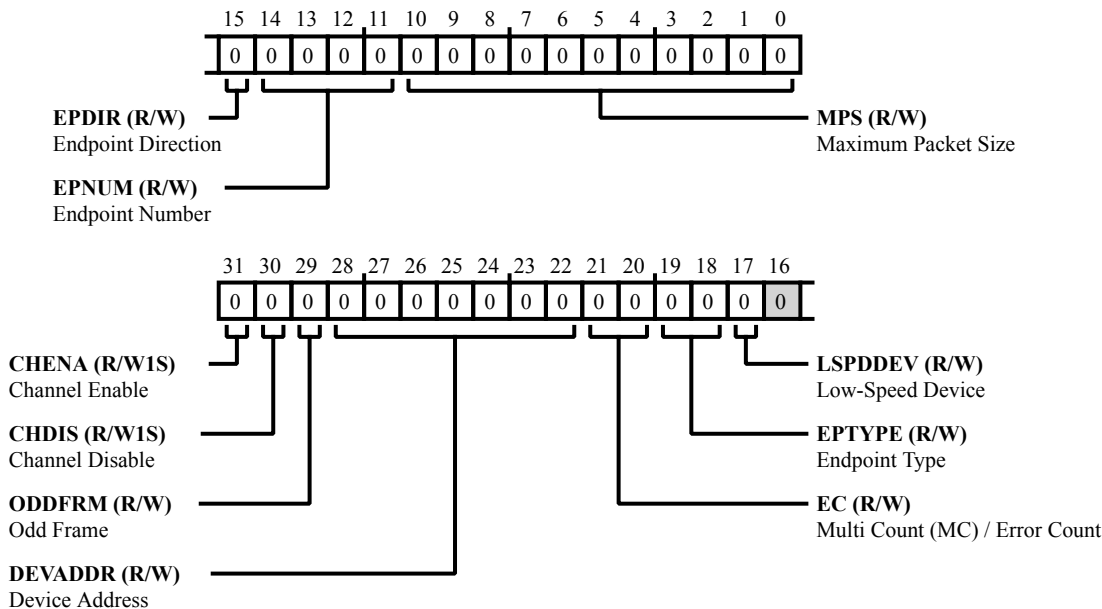 15 14 13 12 11 10 9 8 7 6 5 4 3 2 1 0
0 0 0 0 0 0 0 0 0 0 0 0 0 0 0 0
EPDIR (R/W)
Endpoint Direction
MPS (R/W)
Maximum Packet Size
EPNUM (R/W)
Endpoint Number
31 30 29 28 27 26 25 24 23 22 21 20 19 18 17 16
0 0 0 0 0 0 0 0 0 0 0 0 0 0 0 0
CHENA (R/W1S)
Channel Enable
LSPDDEV (R/W)
Low-Speed Device
CHDIS (R/W1S)
Channel Disable
EPTYPE (R/W)
Endpoint Type
ODDFRM (R/W)
Odd Frame
EC (R/W)
Multi Count (MC) / Error Count
DEVADDR (R/W)
Device Address